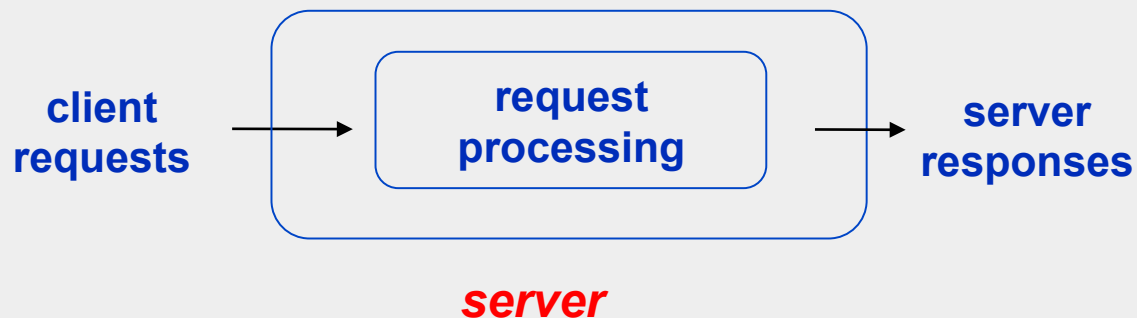 client
requests
request
processing
server
responses
server